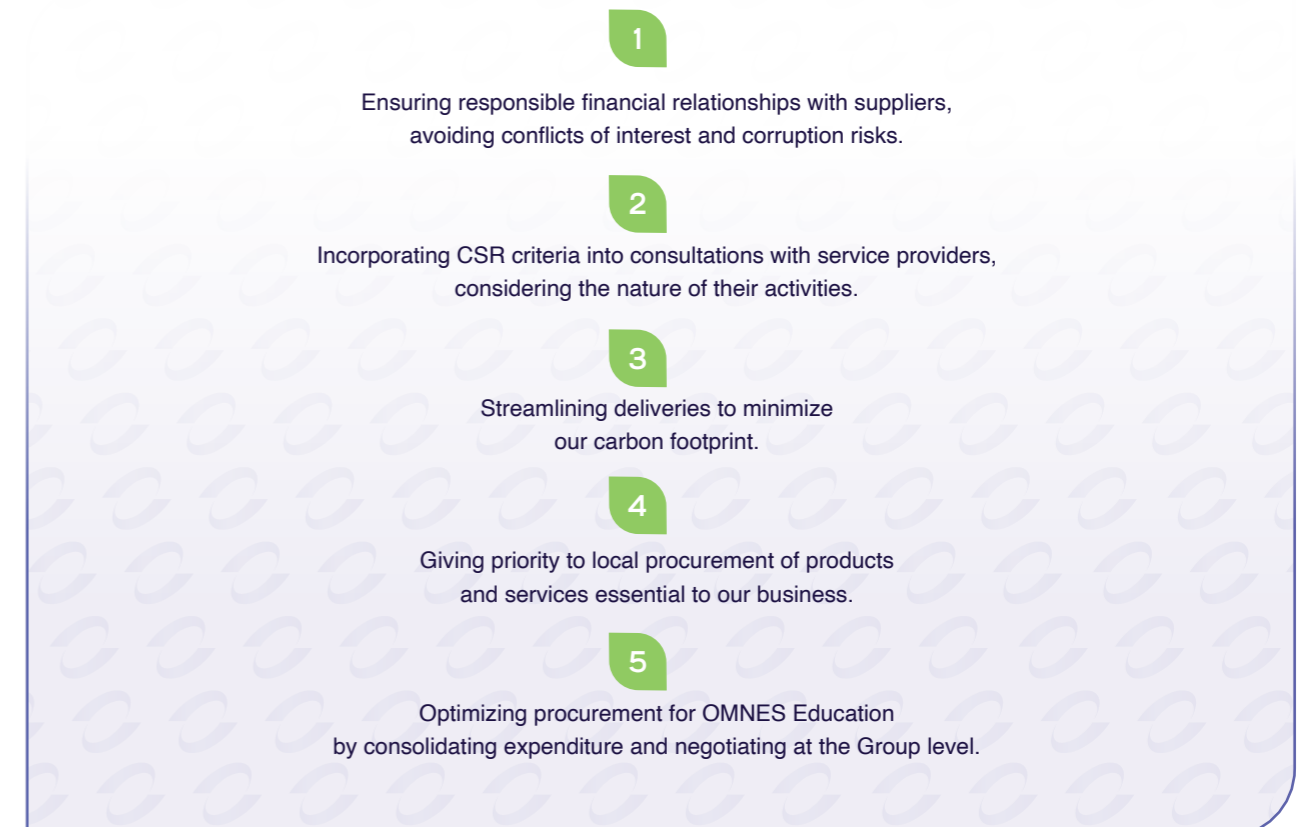 1
Ensuring responsible financial relationships with suppliers,
avoiding conflicts of interest and corruption risks.
2
Incorporating CSR criteria into consultations with service providers,
considering the nature of their activities.
3
Streamlining deliveries to minimize
our carbon footprint.
4
Giving priority to local procurement of products
and services essential to our business.
5
Optimizing procurement for OMNES Education
by consolidating expenditure and negotiating at the Group level.